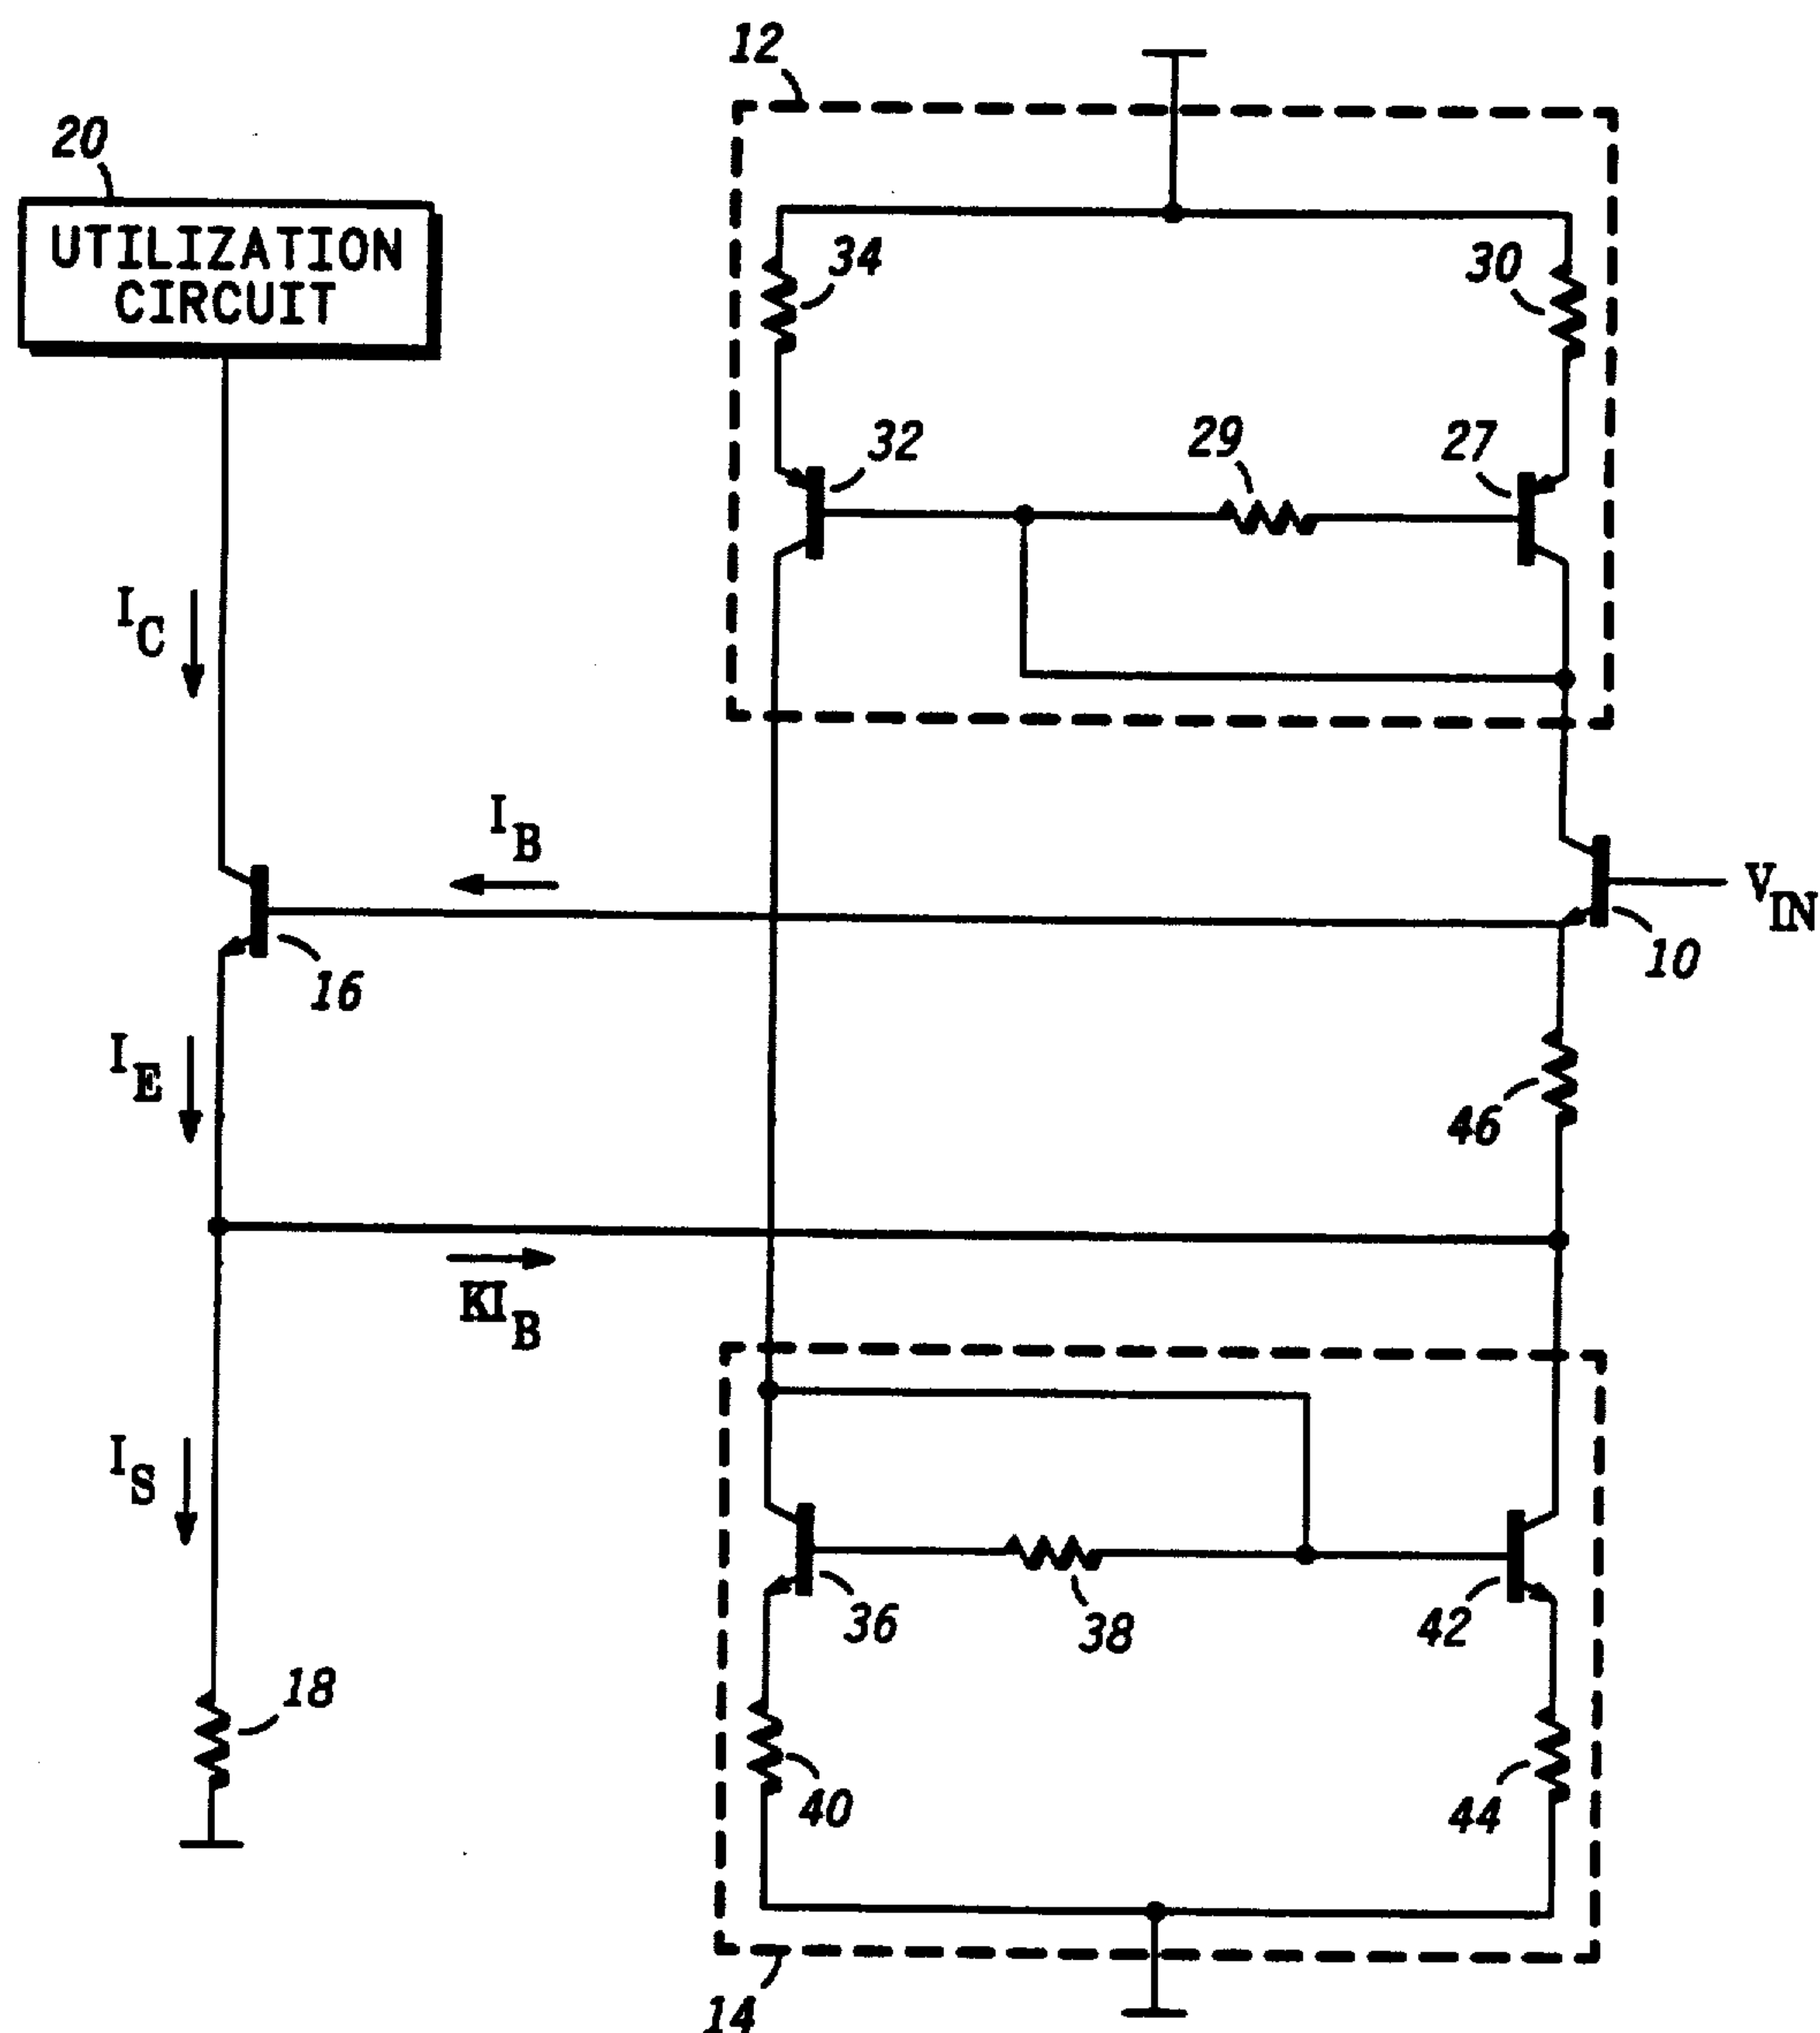 12
20
UTILIZATION
CIRCUIT
34
30
32
29
27
I_C
I_B
V_IN
16
10
I_E
46
KI_B
I_S
36
38
42
18
40
44
14